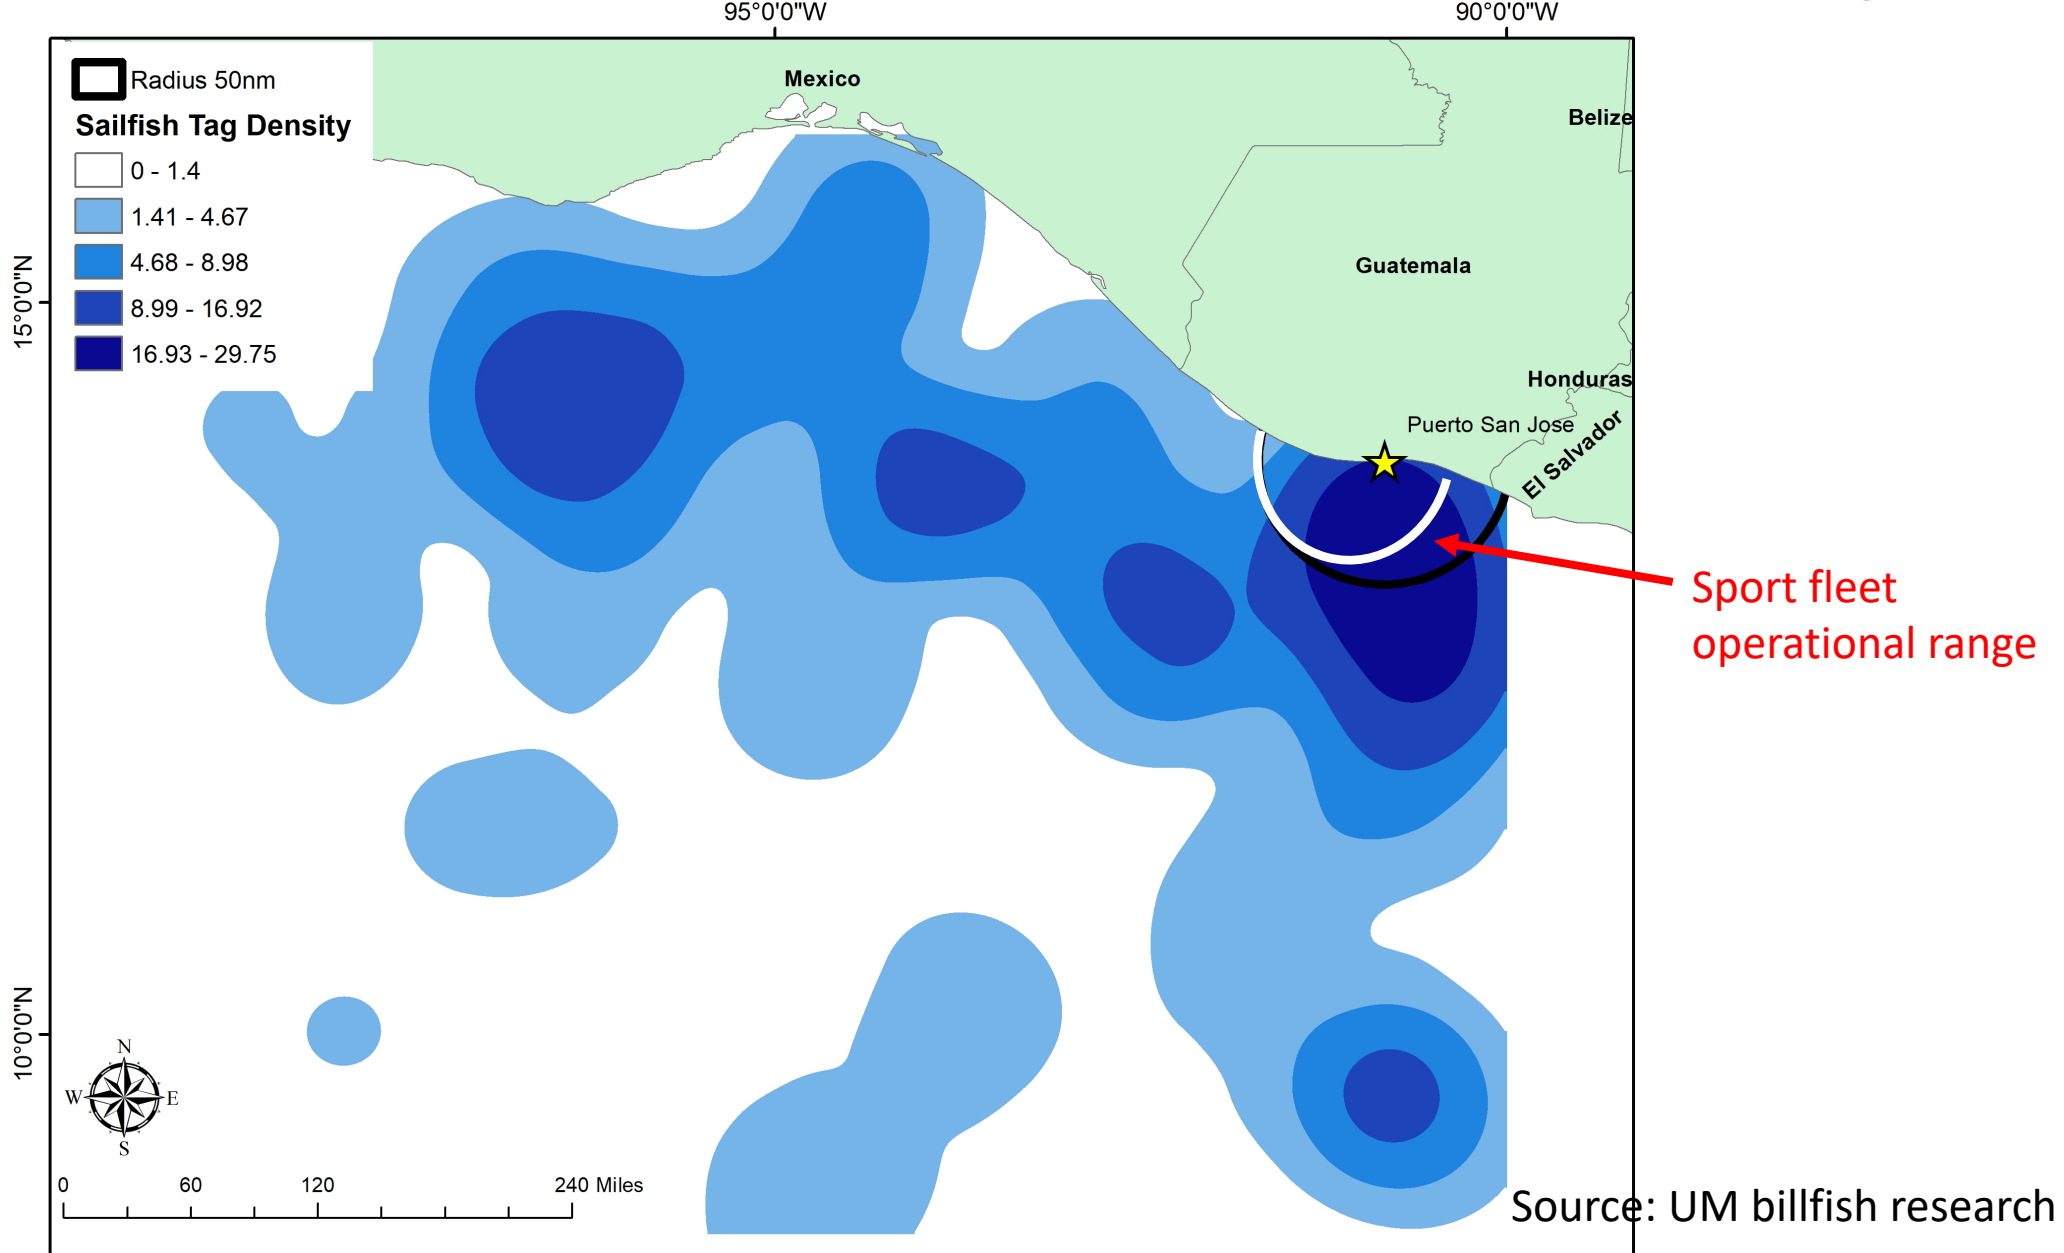 95°0'0"W
90°0'0"W
Radius 50nm
Sailfish Tag Density
0 - 1.4
1.41 - 4.67
4.68 - 8.98
8.99 - 16.92
16.93 - 29.75
Mexico
Belize
Guatemala
Honduras
Puerto San Jose
El Salvador
15°0'0"N
Sport fleet
operational range
10°0'0"N
N
W E
S
0 60 120 240 Miles
Source: UM billfish research